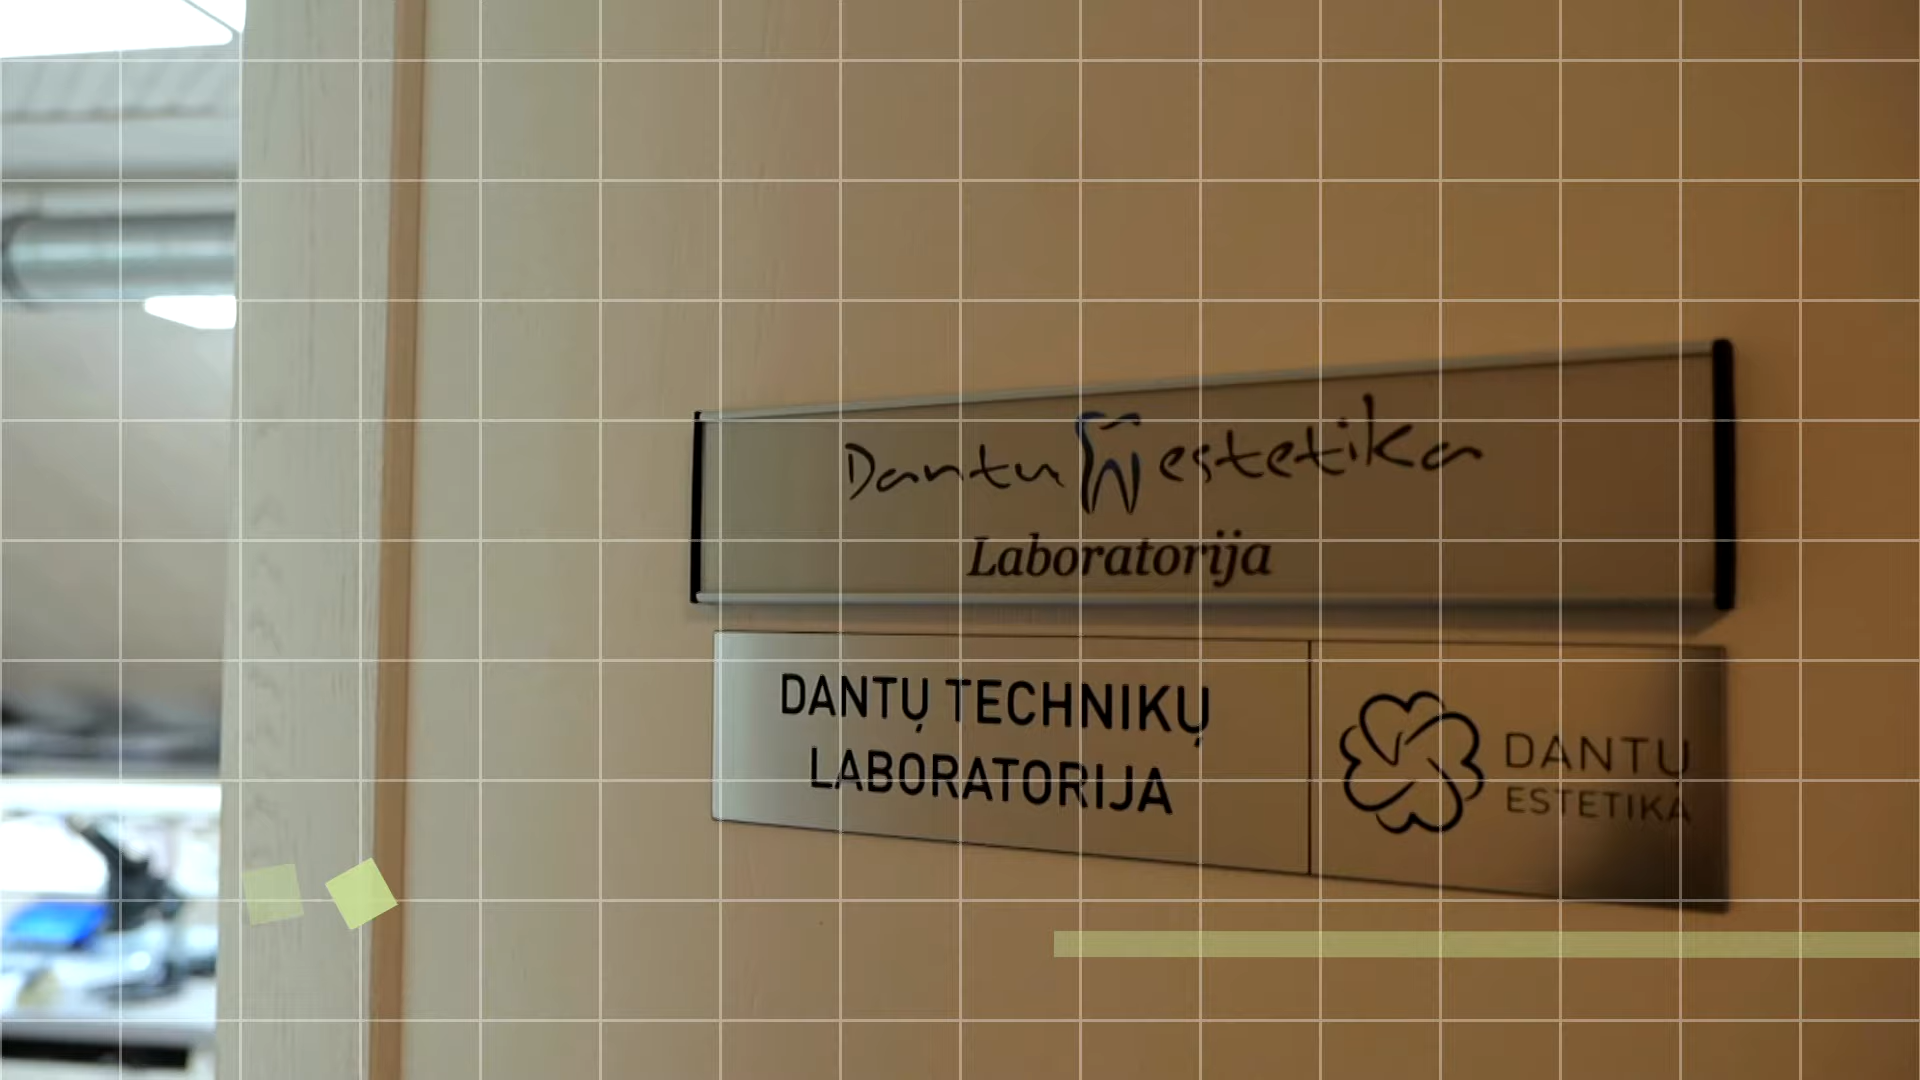 Dantu estetika
Laboratorija
DANTŲ TECHNIKŲ
LABORATORIJA
DANTŲ
ESTETIKA